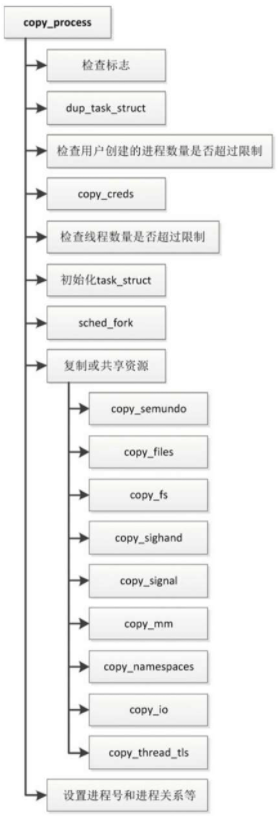 copy_process
检查标志
dup_task_struct
检查用户创建的进程数量是否超过限制
copy_creds
检查线程数量是否超过限制
初始化task_struct
sched_fork
复制或共享资源
copy_semundo
copy_files
copy_fs
copy_sighand
copy_signal
copy_mm
copy_namespaces
copy_io
copy_thread_tls
设置进程号和进程关系等